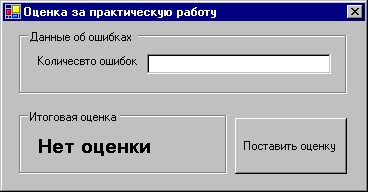 Оценка за практическую работу
Данные об ошибках
Количесвто ошибок
Итоговая оценка
Нет оценки
Поставить оценку